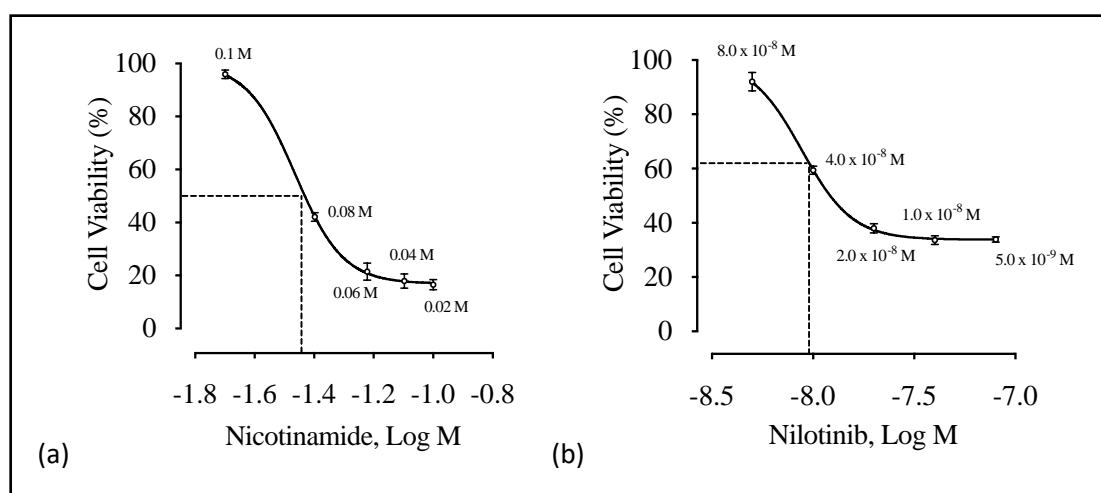 0.1 M
100
80
60
40
20
0
Cell Viability (%)
0.08 M
0.04 M
0.06 M
0.02 M
-1.8 -1.6 -1.4 -1.2 -1.0 -0.8
Nicotinamide, Log M
(a)
8.0 x 10-8 M
100
80
60
40
20
0
Cell Viability (%)
4.0 x 10-8 M
1.0 x 10-8 M
2.0 x 10-8 M
5.0 x 10-9 M
-8.5 -8.0 -7.5 -7.0
Nilotinib, Log M
(b)